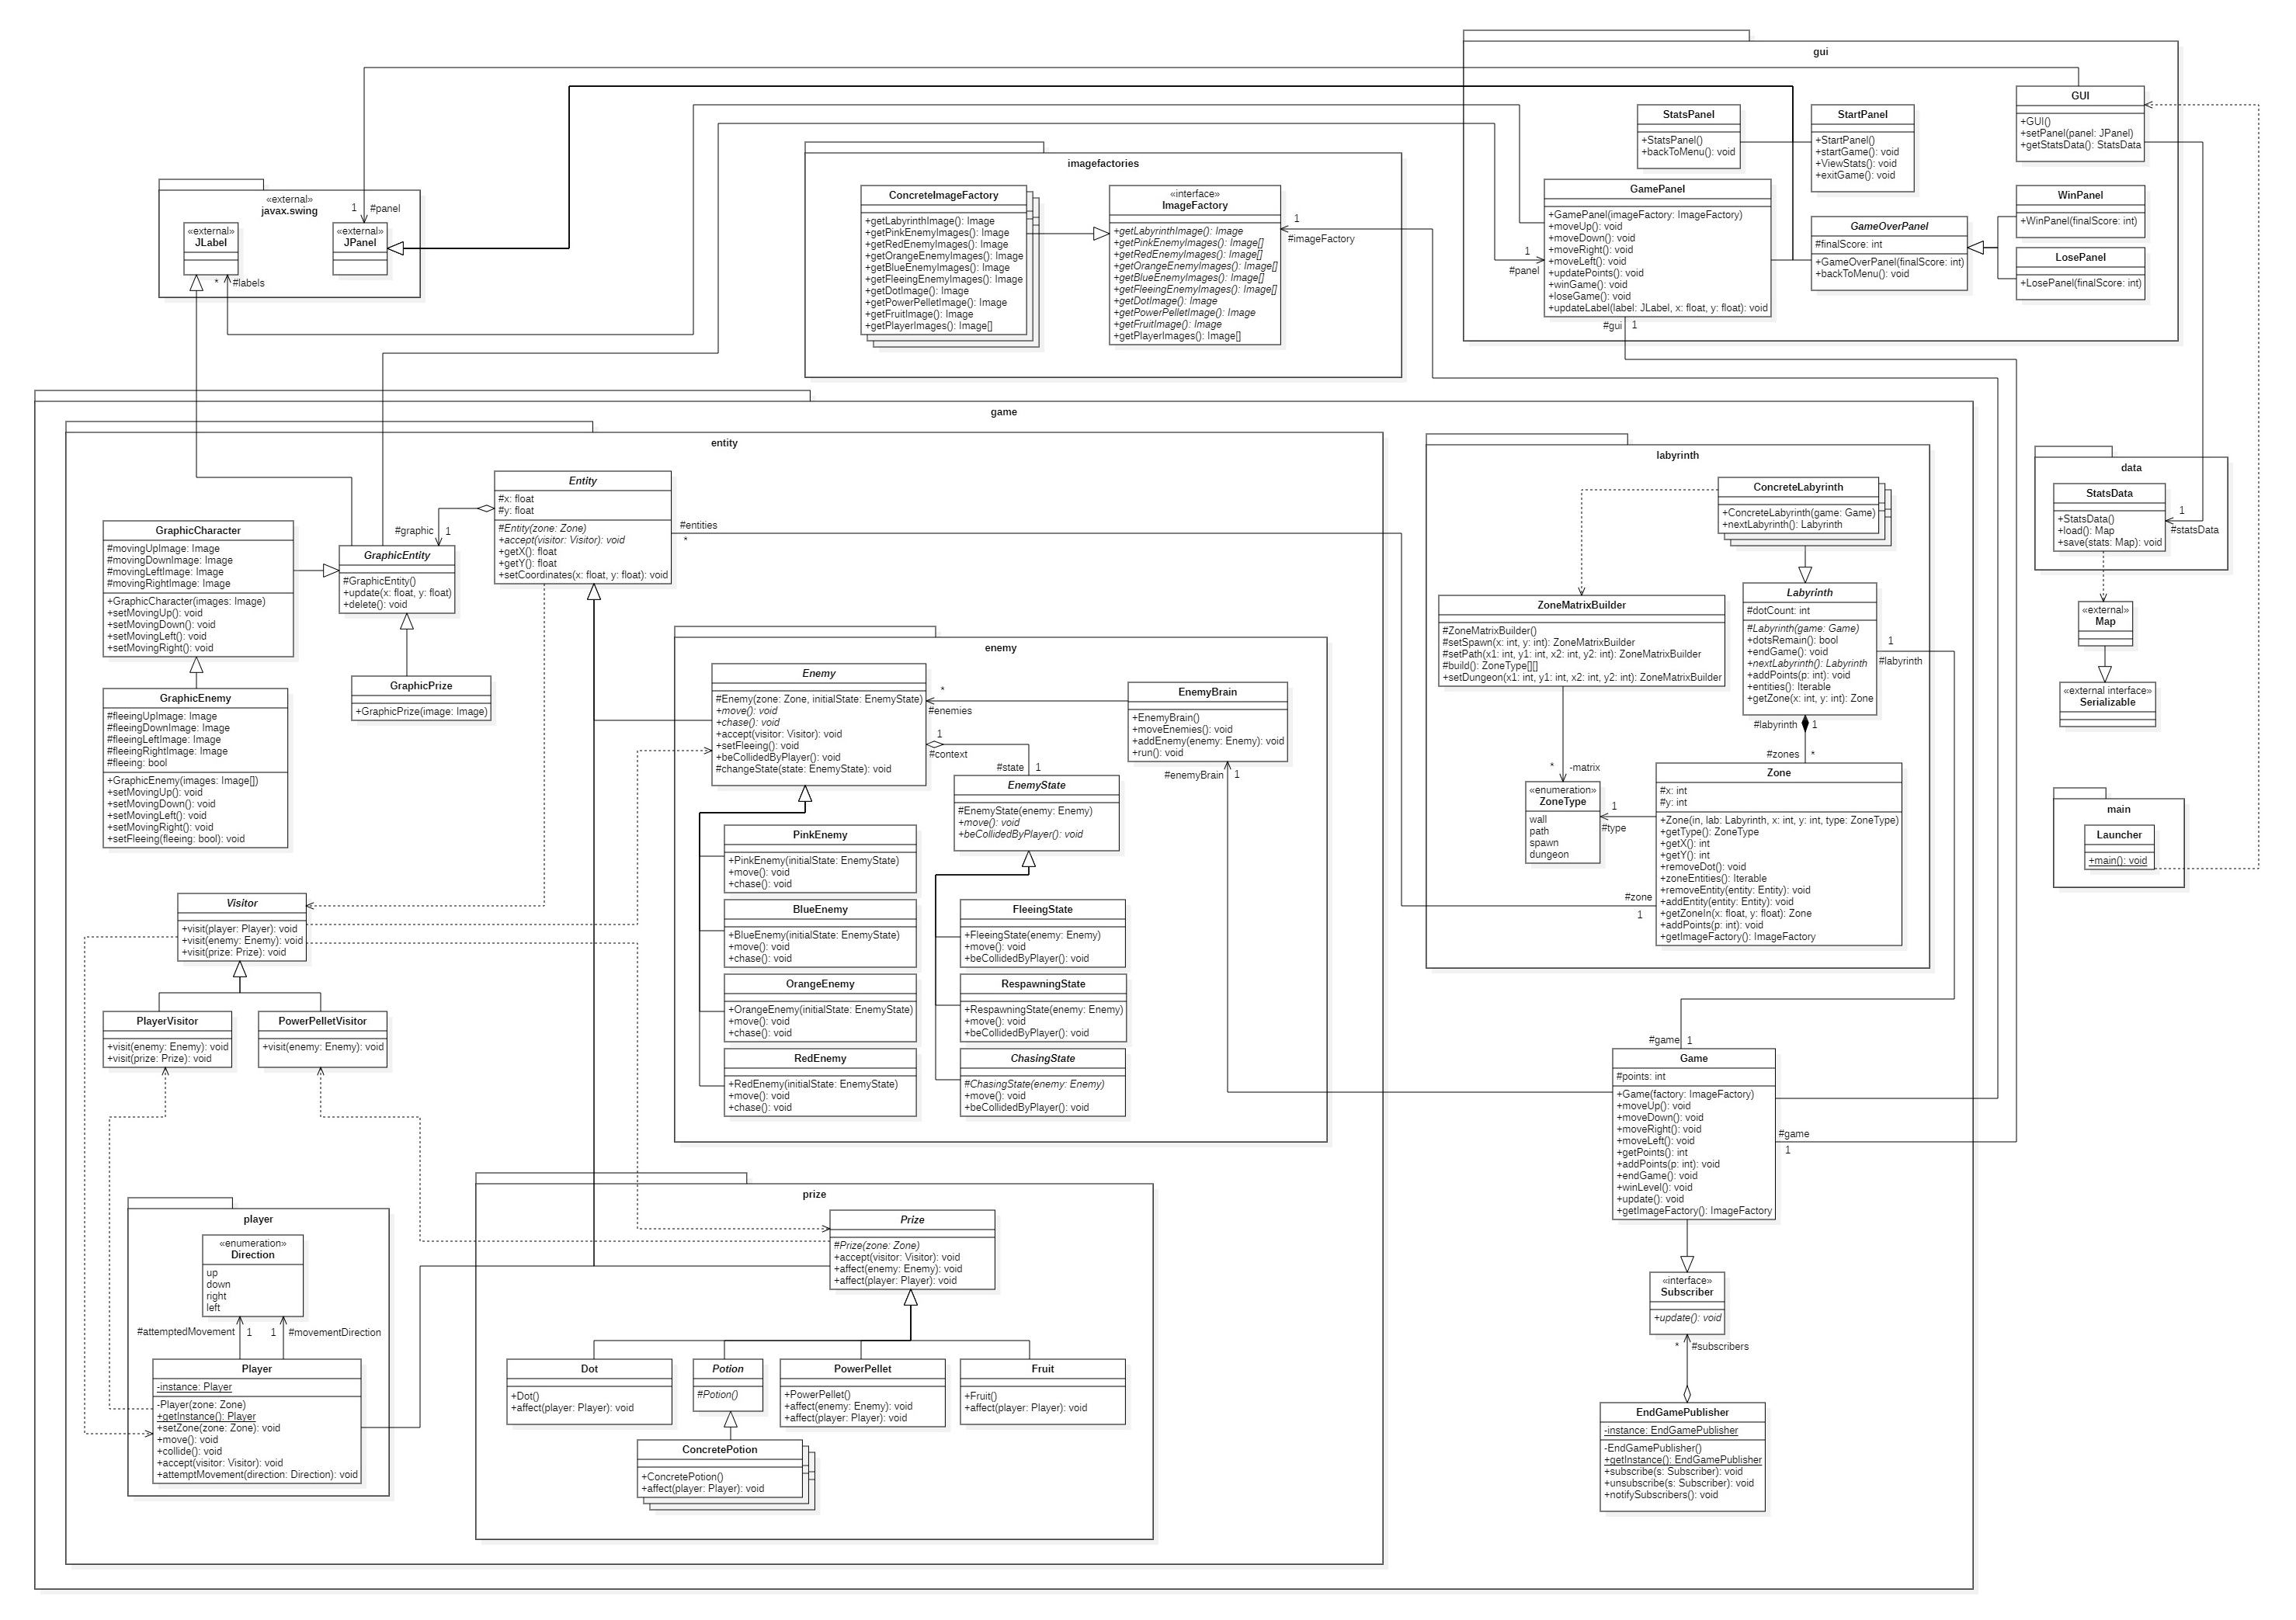 gui
GUI
+GUI()
+setPanel(panel: JPanel)
+getStatsData(): StatsData
StatsPanel
+StatsPanel()
+backToMenu(): void
StartPanel
+StartPanel()
+startGame(): void
+ViewStats(): void
+exitGame(): void
GamePanel
+GamePanel(imageFactory: ImageFactory)
+moveUp(): void
+moveDown(): void
+moveRight(): void
+moveLeft(): void
+updatePoints(): void
+winGame(): void
+loseGame(): void
+updateLabel(label: JLabel, x: float, y: float): void
GameOverPanel
#finalScore: int
+GameOverPanel(finalScore: int)
+backToMenu(): void
WinPanel
+WinPanel(finalScore: int)
LosePanel
+LosePanel(finalScore: int)
1
#panel
#gui
1
imagefactories
ConcreteImageFactory
+getLabyrinthImage(): Image
+getPinkEnemyImages(): Image
+getRedEnemyImages(): Image
+getOrangeEnemyImages(): Image
+getBlueEnemyImages(): Image
+getFleeingEnemyImages(): Image
+getDotImage(): Image
+getPowerPelletImage(): Image
+getFruitImage(): Image
+getPlayerImages(): Image[]
«interface»
ImageFactory
+getLabyrinthImage(): Image
+getPinkEnemyImages(): Image[]
+getRedEnemyImages(): Image[]
+getOrangeEnemyImages(): Image[]
+getBlueEnemyImages(): Image[]
+getFleeingEnemyImages(): Image[]
+getDotImage(): Image
+getPowerPelletImage(): Image
+getFruitImage(): Image
+getPlayerImages(): Image[]
1
#imageFactory
«external»
javax.swing
1
#panel
«external»
JLabel
«external»
JPanel
*
#labels
game
entity
Entity
#x: float
#y: float
#Entity(zone: Zone)
+accept(visitor: Visitor): void
+getX(): float
+getY(): float
+setCoordinates(x: float, y: float): void
#graphic
1
#entities
*
GraphicCharacter
#movingUpImage: Image
#movingDownImage: Image
#movingLeftImage: Image
#movingRightImage: Image
+GraphicCharacter(images: Image)
+setMovingUp(): void
+setMovingDown(): void
+setMovingLeft(): void
+setMovingRight(): void
GraphicEntity
#GraphicEntity()
+update(x: float, y: float)
+delete(): void
GraphicPrize
+GraphicPrize(image: Image)
GraphicEnemy
#fleeingUpImage: Image
#fleeingDownImage: Image
#fleeingLeftImage: Image
#fleeingRightImage: Image
#fleeing: bool
+GraphicEnemy(images: Image[])
+setMovingUp(): void
+setMovingDown(): void
+setMovingLeft(): void
+setMovingRight(): void
+setFleeing(fleeing: bool): void
Visitor
+visit(player: Player): void
+visit(enemy: Enemy): void
+visit(prize: Prize): void
PlayerVisitor
+visit(enemy: Enemy): void
+visit(prize: Prize): void
PowerPelletVisitor
+visit(enemy: Enemy): void
enemy
Enemy
#Enemy(zone: Zone, initialState: EnemyState)
+move(): void
+chase(): void
+accept(visitor: Visitor): void
+setFleeing(): void
+beCollidedByPlayer(): void
#changeState(state: EnemyState): void
*
#enemies
EnemyBrain
+EnemyBrain()
+moveEnemies(): void
+addEnemy(enemy: Enemy): void
+run(): void
#enemyBrain
1
1
#context
#state
1
EnemyState
#EnemyState(enemy: Enemy)
+move(): void
+beCollidedByPlayer(): void
PinkEnemy
+PinkEnemy(initialState: EnemyState)
+move(): void
+chase(): void
BlueEnemy
+BlueEnemy(initialState: EnemyState)
+move(): void
+chase(): void
OrangeEnemy
+OrangeEnemy(initialState: EnemyState)
+move(): void
+chase(): void
RedEnemy
+RedEnemy(initialState: EnemyState)
+move(): void
+chase(): void
FleeingState
+FleeingState(enemy: Enemy)
+move(): void
+beCollidedByPlayer(): void
RespawningState
+RespawningState(enemy: Enemy)
+move(): void
+beCollidedByPlayer(): void
ChasingState
#ChasingState(enemy: Enemy)
+move(): void
+beCollidedByPlayer(): void
player
«enumeration»
Direction
up
down
right
left
#attemptedMovement
1
1
#movementDirection
Player
-instance: Player
-Player(zone: Zone)
+getInstance(): Player
+setZone(zone: Zone): void
+move(): void
+collide(): void
+accept(visitor: Visitor): void
+attemptMovement(direction: Direction): void
prize
Prize
#Prize(zone: Zone)
+accept(visitor: Visitor): void
+affect(enemy: Enemy): void
+affect(player: Player): void
Dot
+Dot()
+affect(player: Player): void
Potion
#Potion()
PowerPellet
+PowerPellet()
+affect(enemy: Enemy): void
+affect(player: Player): void
Fruit
+Fruit()
+affect(player: Player): void
ConcretePotion
+ConcretePotion()
+affect(player: Player): void
labyrinth
ConcreteLabyrinth
+ConcreteLabyrinth(game: Game)
+nextLabyrinth(): Labyrinth
ZoneMatrixBuilder
#ZoneMatrixBuilder()
#setSpawn(x: int, y: int): ZoneMatrixBuilder
#setPath(x1: int, y1: int, x2: int, y2: int): ZoneMatrixBuilder
#build(): ZoneType[][]
+setDungeon(x1: int, y1: int, x2: int, y2: int): ZoneMatrixBuilder
Labyrinth
#dotCount: int
#Labyrinth(game: Game)
+dotsRemain(): bool
+endGame(): void
+nextLabyrinth(): Labyrinth
+addPoints(p: int): void
+entities(): Iterable
+getZone(x: int, y: int): Zone
1
#labyrinth
#labyrinth
1
#zones
*
*
-matrix
«enumeration»
ZoneType
wall
path
spawn
dungeon
1
#type
Zone
#x: int
#y: int
+Zone(in, lab: Labyrinth, x: int, y: int, type: ZoneType)
+getType(): ZoneType
+getX(): int
+getY(): int
+removeDot(): void
+zoneEntities(): Iterable
+removeEntity(entity: Entity): void
+addEntity(entity: Entity): void
+getZoneIn(x: float, y: float): Zone
+addPoints(p: int): void
+getImageFactory(): ImageFactory
#zone
1
#game
1
Game
#points: int
+Game(factory: ImageFactory)
+moveUp(): void
+moveDown(): void
+moveRight(): void
+moveLeft(): void
+getPoints(): int
+addPoints(p: int): void
+endGame(): void
+winLevel(): void
+update(): void
+getImageFactory(): ImageFactory
#game
1
«interface»
Subscriber
+update(): void
*
#subscribers
EndGamePublisher
-instance: EndGamePublisher
-EndGamePublisher()
+getInstance(): EndGamePublisher
+subscribe(s: Subscriber): void
+unsubscribe(s: Subscriber): void
+notifySubscribers(): void
data
StatsData
+StatsData()
+load(): Map
+save(stats: Map): void
1
#statsData
«external»
Map
«external interface»
Serializable
main
Launcher
+main(): void